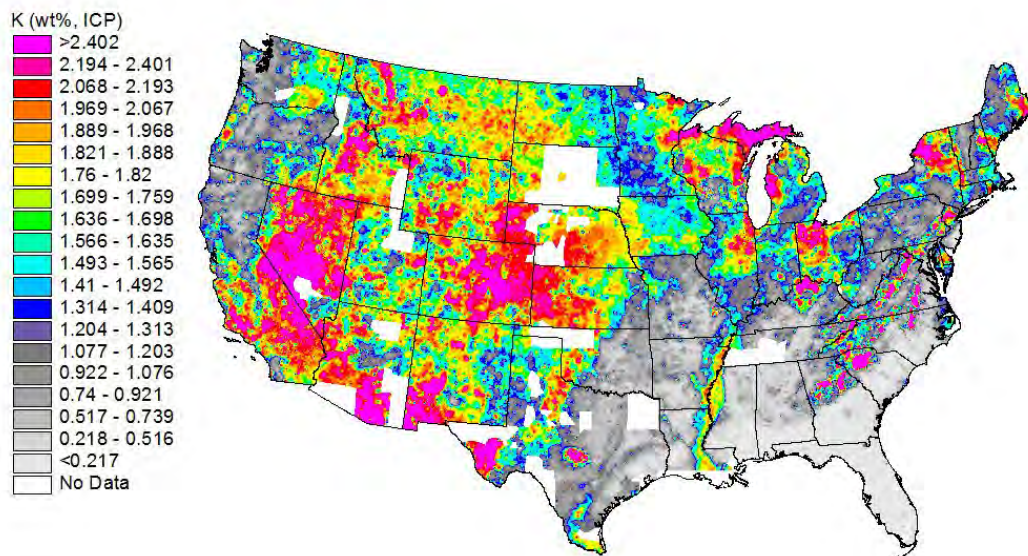 K (wt%, ICP)
>2.402
2.194 - 2.401
2.068 - 2.193
1.969 - 2.067
1.889 - 1.968
1.821 - 1.888
1.76 - 1.82
1.699 - 1.759
1.636 - 1.698
1.566 - 1.635
1.493 - 1.565
1.41 - 1.492
1.314 - 1.409
1.204 - 1.313
1.077 - 1.203
0.922 - 1.076
0.74 - 0.921
0.517 - 0.739
0.218 - 0.516
<0.217
No Data